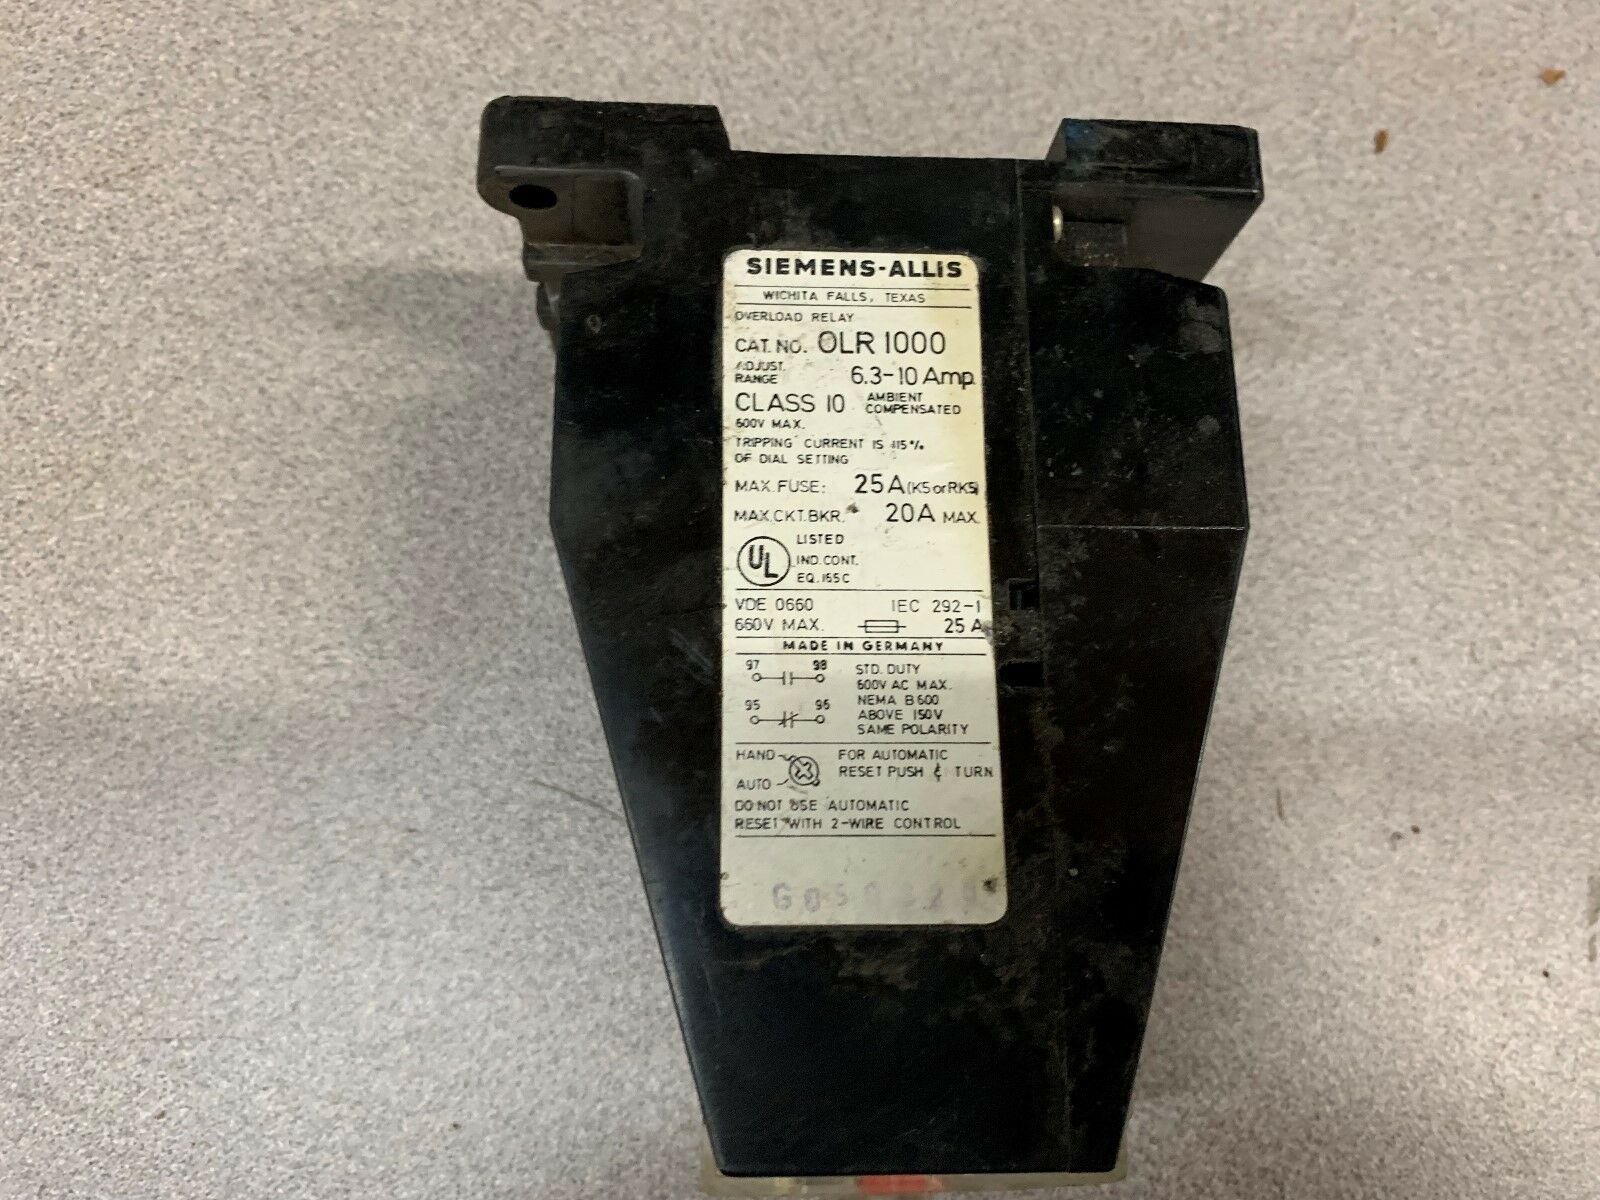 SIEMENS-ALLIS
WICHITA FALLS, TEXAS
OVERLOAD RELAY
CAT. NO. OLR 1000
ADJUST. RANGE 6.3-10 Amp.
CLASS 10 AMBIENT COMPENSATED
600V MAX.
TRIPPING CURRENT IS 115%
OF DIAL SETTING
MAX. FUSE: 25A (K5 or RK5)
MAX. CKT. BKR. 20A MAX.
UL LISTED
IND. CONT.
EQ. 165C
VDE 0660 IEC 292-1
660V MAX. 25 A
MADE IN GERMANY
97 98 STD. DUTY
600V AC MAX.
95 96 NEMA B600
ABOVE 150V
SAME POLARITY
HAND FOR AUTOMATIC
AUTO RESET PUSH & TURN
DO NOT USE AUTOMATIC
RESET WITH 2-WIRE CONTROL